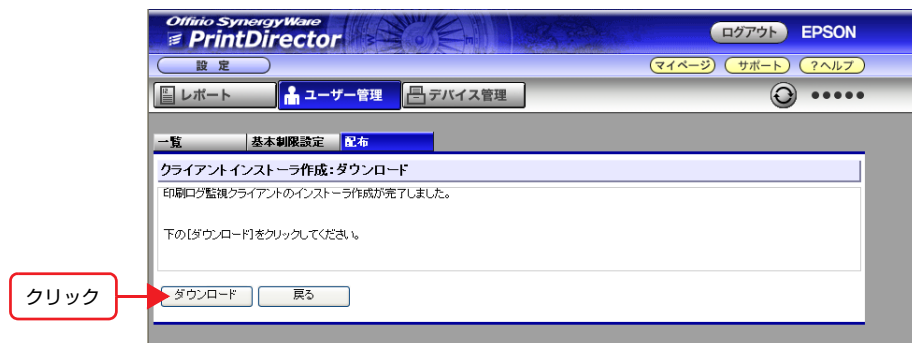 Offirio SynergyWare
PrintDirector
ログアウト EPSON
設定
マイページ サポート ?ヘルプ
レポート ユーザー管理 デバイス管理
一覧 基本制限設定 配布
クライアントインストーラ作成:ダウンロード
印刷ログ監視クライアントのインストーラ作成が完了しました。
下の[ダウンロード]をクリックしてください。
クリック
ダウンロード 戻る